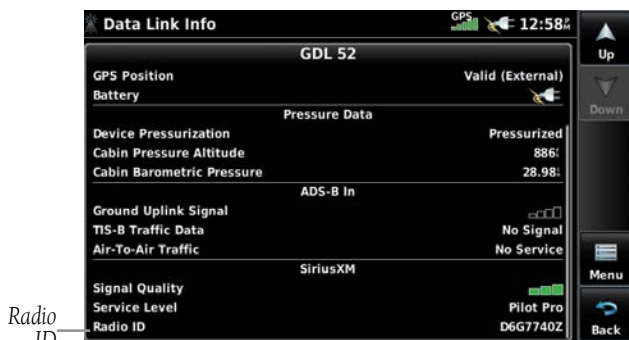 Data Link Info GPS 12:58
Up
GDL 52
GPS Position Valid (External)
Battery
Down
Pressure Data
Device Pressurization Pressurized
Cabin Pressure Altitude 886
Cabin Barometric Pressure 28.98
ADS-B In
Ground Uplink Signal
TIS-B Traffic Data No Signal
Air-To-Air Traffic No Service
Menu
SiriusXM
Signal Quality
Service Level Pilot Pro
Radio ID D6G7740Z
Back
Radio
ID